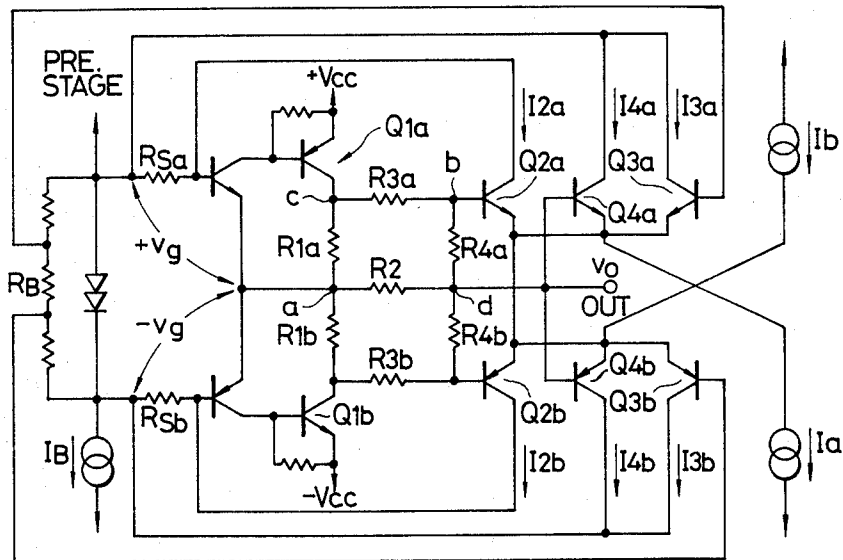 PRE.
STAGE
+Vcc
I2a
I4a
I3a
Ib
Q1a
RSa
R3a
b
Q2a
Q3a
Q4a
c
+vg
R1a
R4a
RB
R2
vo
a
d
OUT
-vg
R1b
R4b
R3b
Q4b
Q3b
RSb
Q1b
Q2b
IB
I2b
I4b
I3b
Ia
-Vcc